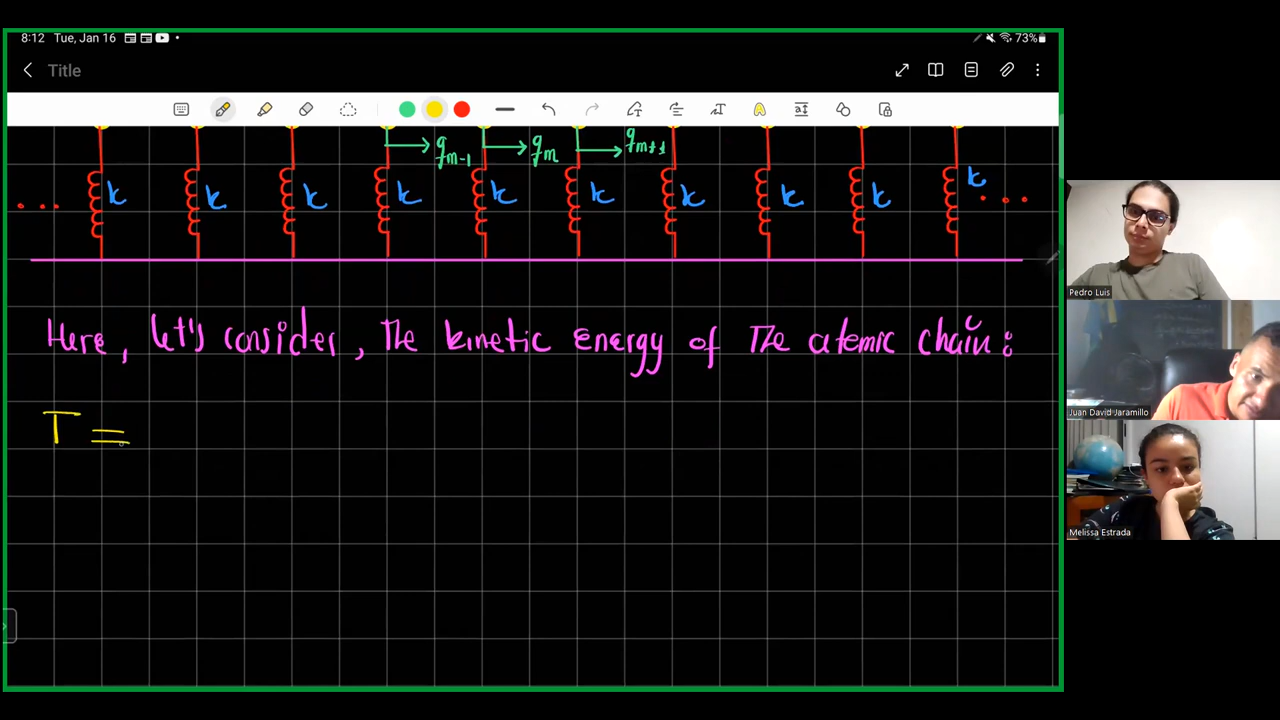 8:12 Tue, Jan 16 73%
Title
q_{m-1} q_m q_{m+1}
... k k k k k k k k k k ...
Here, let's consider, The kinetic energy of The atomic chain:
T =
Pedro Luis
Juan David Jaramillo
Melissa Estrada